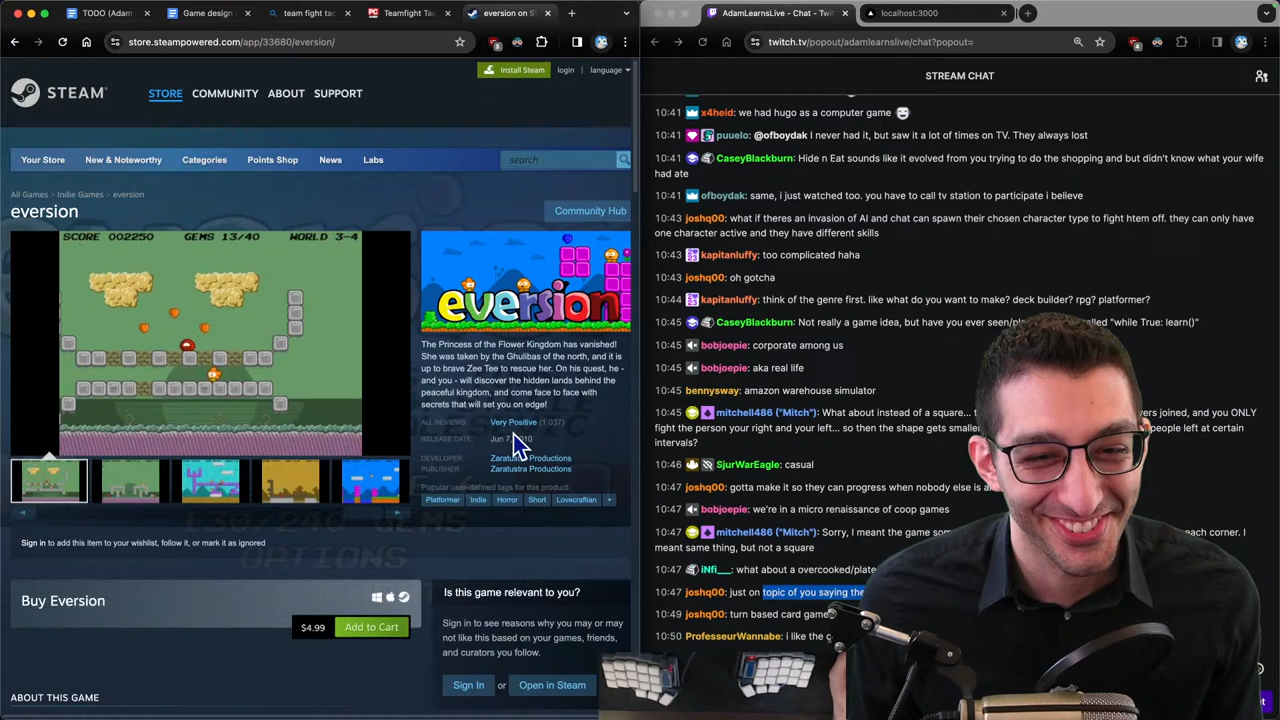 TODO (Adam
Game design
team fight tac
Teamfight Tac
eversion on S
store.steampowered.com/app/33680/eversion/
Install Steam
login
language
STEAM
STORE
COMMUNITY
ABOUT
SUPPORT
Your Store
New & Noteworthy
Categories
Points Shop
News
Labs
search
All Games > Indie Games > eversion
eversion
Community Hub
SCORE 002250
GEMS 13/40
WORLD 3-4
eversion
The Princess of the Flower Kingdom has vanished!
She was taken by the Ghulibas of the north, and it is
up to brave Zee Tee to rescue her. On his quest, he -
and you - will discover the hidden lands behind the
peaceful kingdom, and come face to face with
secrets that will set you on edge!
ALL REVIEWS:
Very Positive (1,037)
RELEASE DATE:
Jun 7, 2010
DEVELOPER:
Zaratustra Productions
PUBLISHER:
Zaratustra Productions
Popular user-defined tags for this product:
Platformer
Indie
Horror
Short
Lovecraftian
+
240 GEMS
OPTIONS
Sign in to add this item to your wishlist, follow it, or mark it as ignored
Buy Eversion
$4.99
Add to Cart
Is this game relevant to you?
Sign in to see reasons why you may or
may not like this based on your games, friends,
and curators you follow.
Sign In
or
Open in Steam
ABOUT THIS GAME
AdamLearnsLive - Chat - Twit
localhost:3000
twitch.tv/popout/adamlearnslive/chat?popout=
STREAM CHAT
10:41 x4heid: we had hugo as a computer game
10:41 puuelo: @ofboydak I never had it, but saw it a lot of times on TV. They always lost
10:41 CaseyBlackburn: Hide n Eat sounds like it evolved from you trying to do the shopping and but didn't know what your wife
had ate
10:41 ofboydak: same, i just watched too. you have to call tv station to participate i believe
10:43 joshq00: what if theres an invasion of AI and chat can spawn their chosen character type to fight htem off. they can only have
one character active and they have different skills
10:43 kapitanluffy: too complicated haha
10:43 joshq00: oh gotcha
10:44 kapitanluffy: think of the genre first. like what do you want to make? deck builder? rpg? platformer?
10:45 CaseyBlackburn: Not really a game idea, but have you ever seen/pla called "while True: learn()"
10:45 bobjoepie: corporate among us
10:45 bobjoepie: aka real life
10:45 bennysway: amazon warehouse simulator
10:45 mitchell486 ("Mitch"): What about instead of a square... t ers joined, and you ONLY
fight the person your right and your left... so then the shape gets smaller people left at certain
intervals?
10:46 SjurWarEagle: casual
10:47 joshq00: gotta make it so they can progress when nobody else is a
10:47 bobjoepie: we're in a micro renaissance of coop games
10:47 mitchell486 ("Mitch"): Sorry, I meant the game som each corner. I
meant same thing, but not a square
10:47 iNfi___: what about a overcooked/plate
10:47 joshq00: just on topic of you saying the
10:49 joshq00: turn based card game
10:50 ProfesseurWannabe: i like the